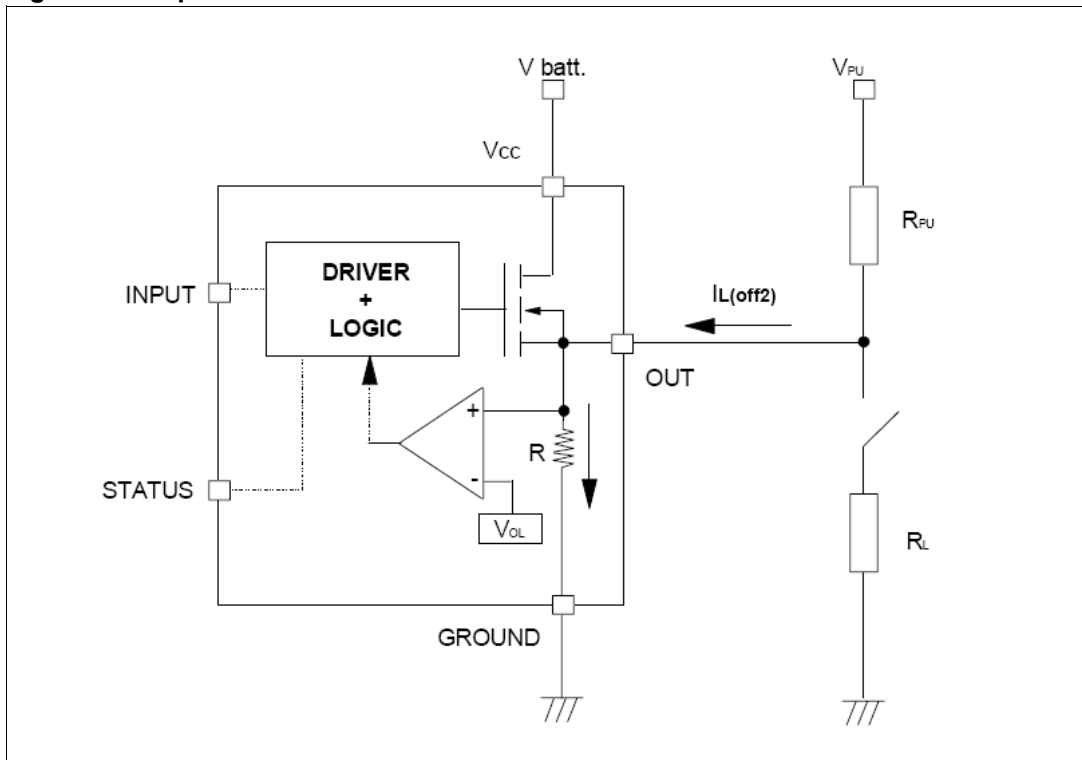 V batt.
VPU
Vcc
RPU
DRIVER
+
LOGIC
INPUT
IL(off2)
OUT
+
R
-
STATUS
VOL
RL
GROUND